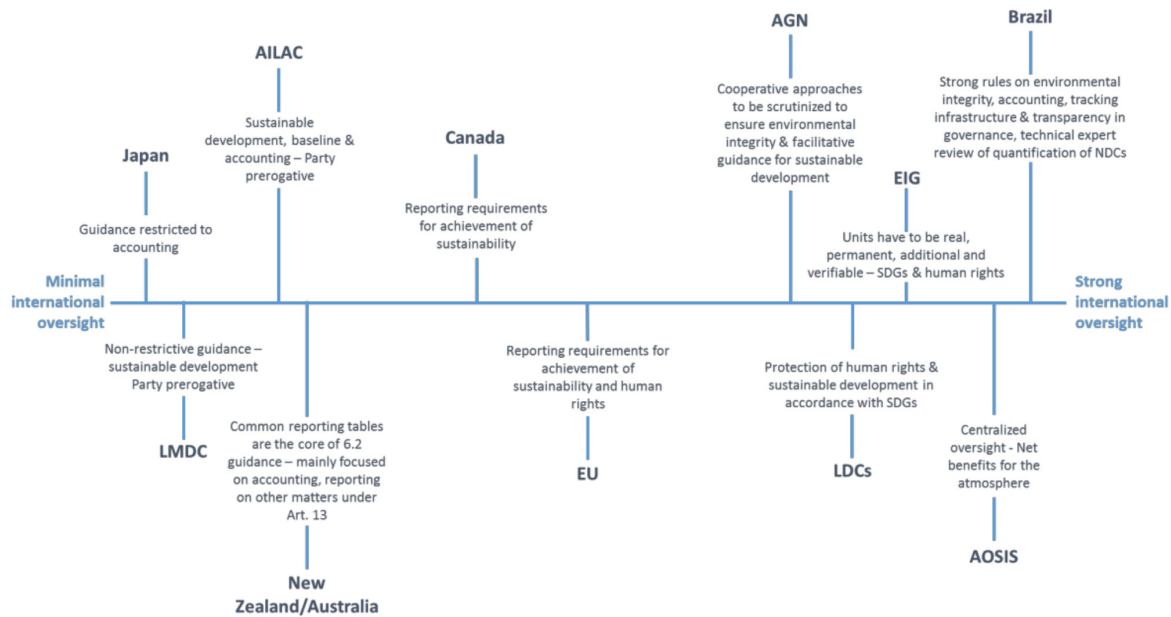 AGN
Brazil
AILAC
Cooperative approaches
to be scrutinized to
ensure environmental
integrity & facilitative
guidance for sustainable
development
Strong rules on environmental
integrity, accounting, tracking
infrastructure & transparency in
governance, technical expert
review of quantification of NDCs
Sustainable
development, baseline &
accounting – Party
prerogative
Canada
Japan
EIG
Reporting requirements
for achievement of
sustainability
Guidance restricted to
accounting
Units have to be real,
permanent, additional and
verifiable – SDGs & human rights
Minimal
international
oversight
Strong
international
oversight
Non-restrictive guidance –
sustainable development
Party prerogative
LMDC
Reporting requirements for
achievement of
sustainability and human
rights
EU
Protection of human rights &
sustainable development in
accordance with SDGs
LDCs
Common reporting tables
are the core of 6.2
guidance – mainly focused
on accounting, reporting
on other matters under
Art. 13
New
Zealand/Australia
Centralized
oversight - Net
benefits for the
atmosphere
AOSIS